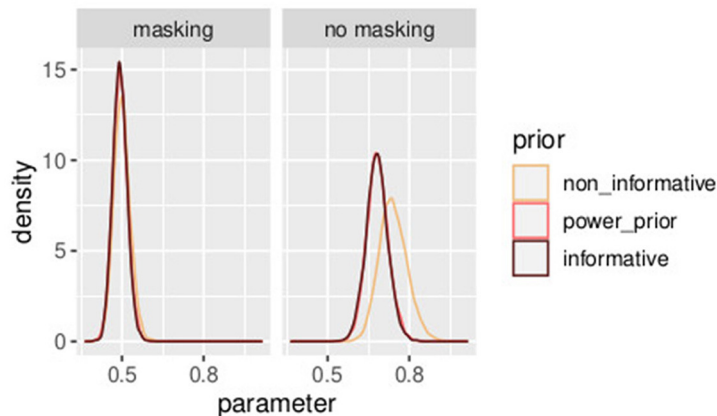 masking
no masking
prior
non_informative
power_prior
informative
density
15
10
5
0
0.5
0.8
0.5
0.8
parameter